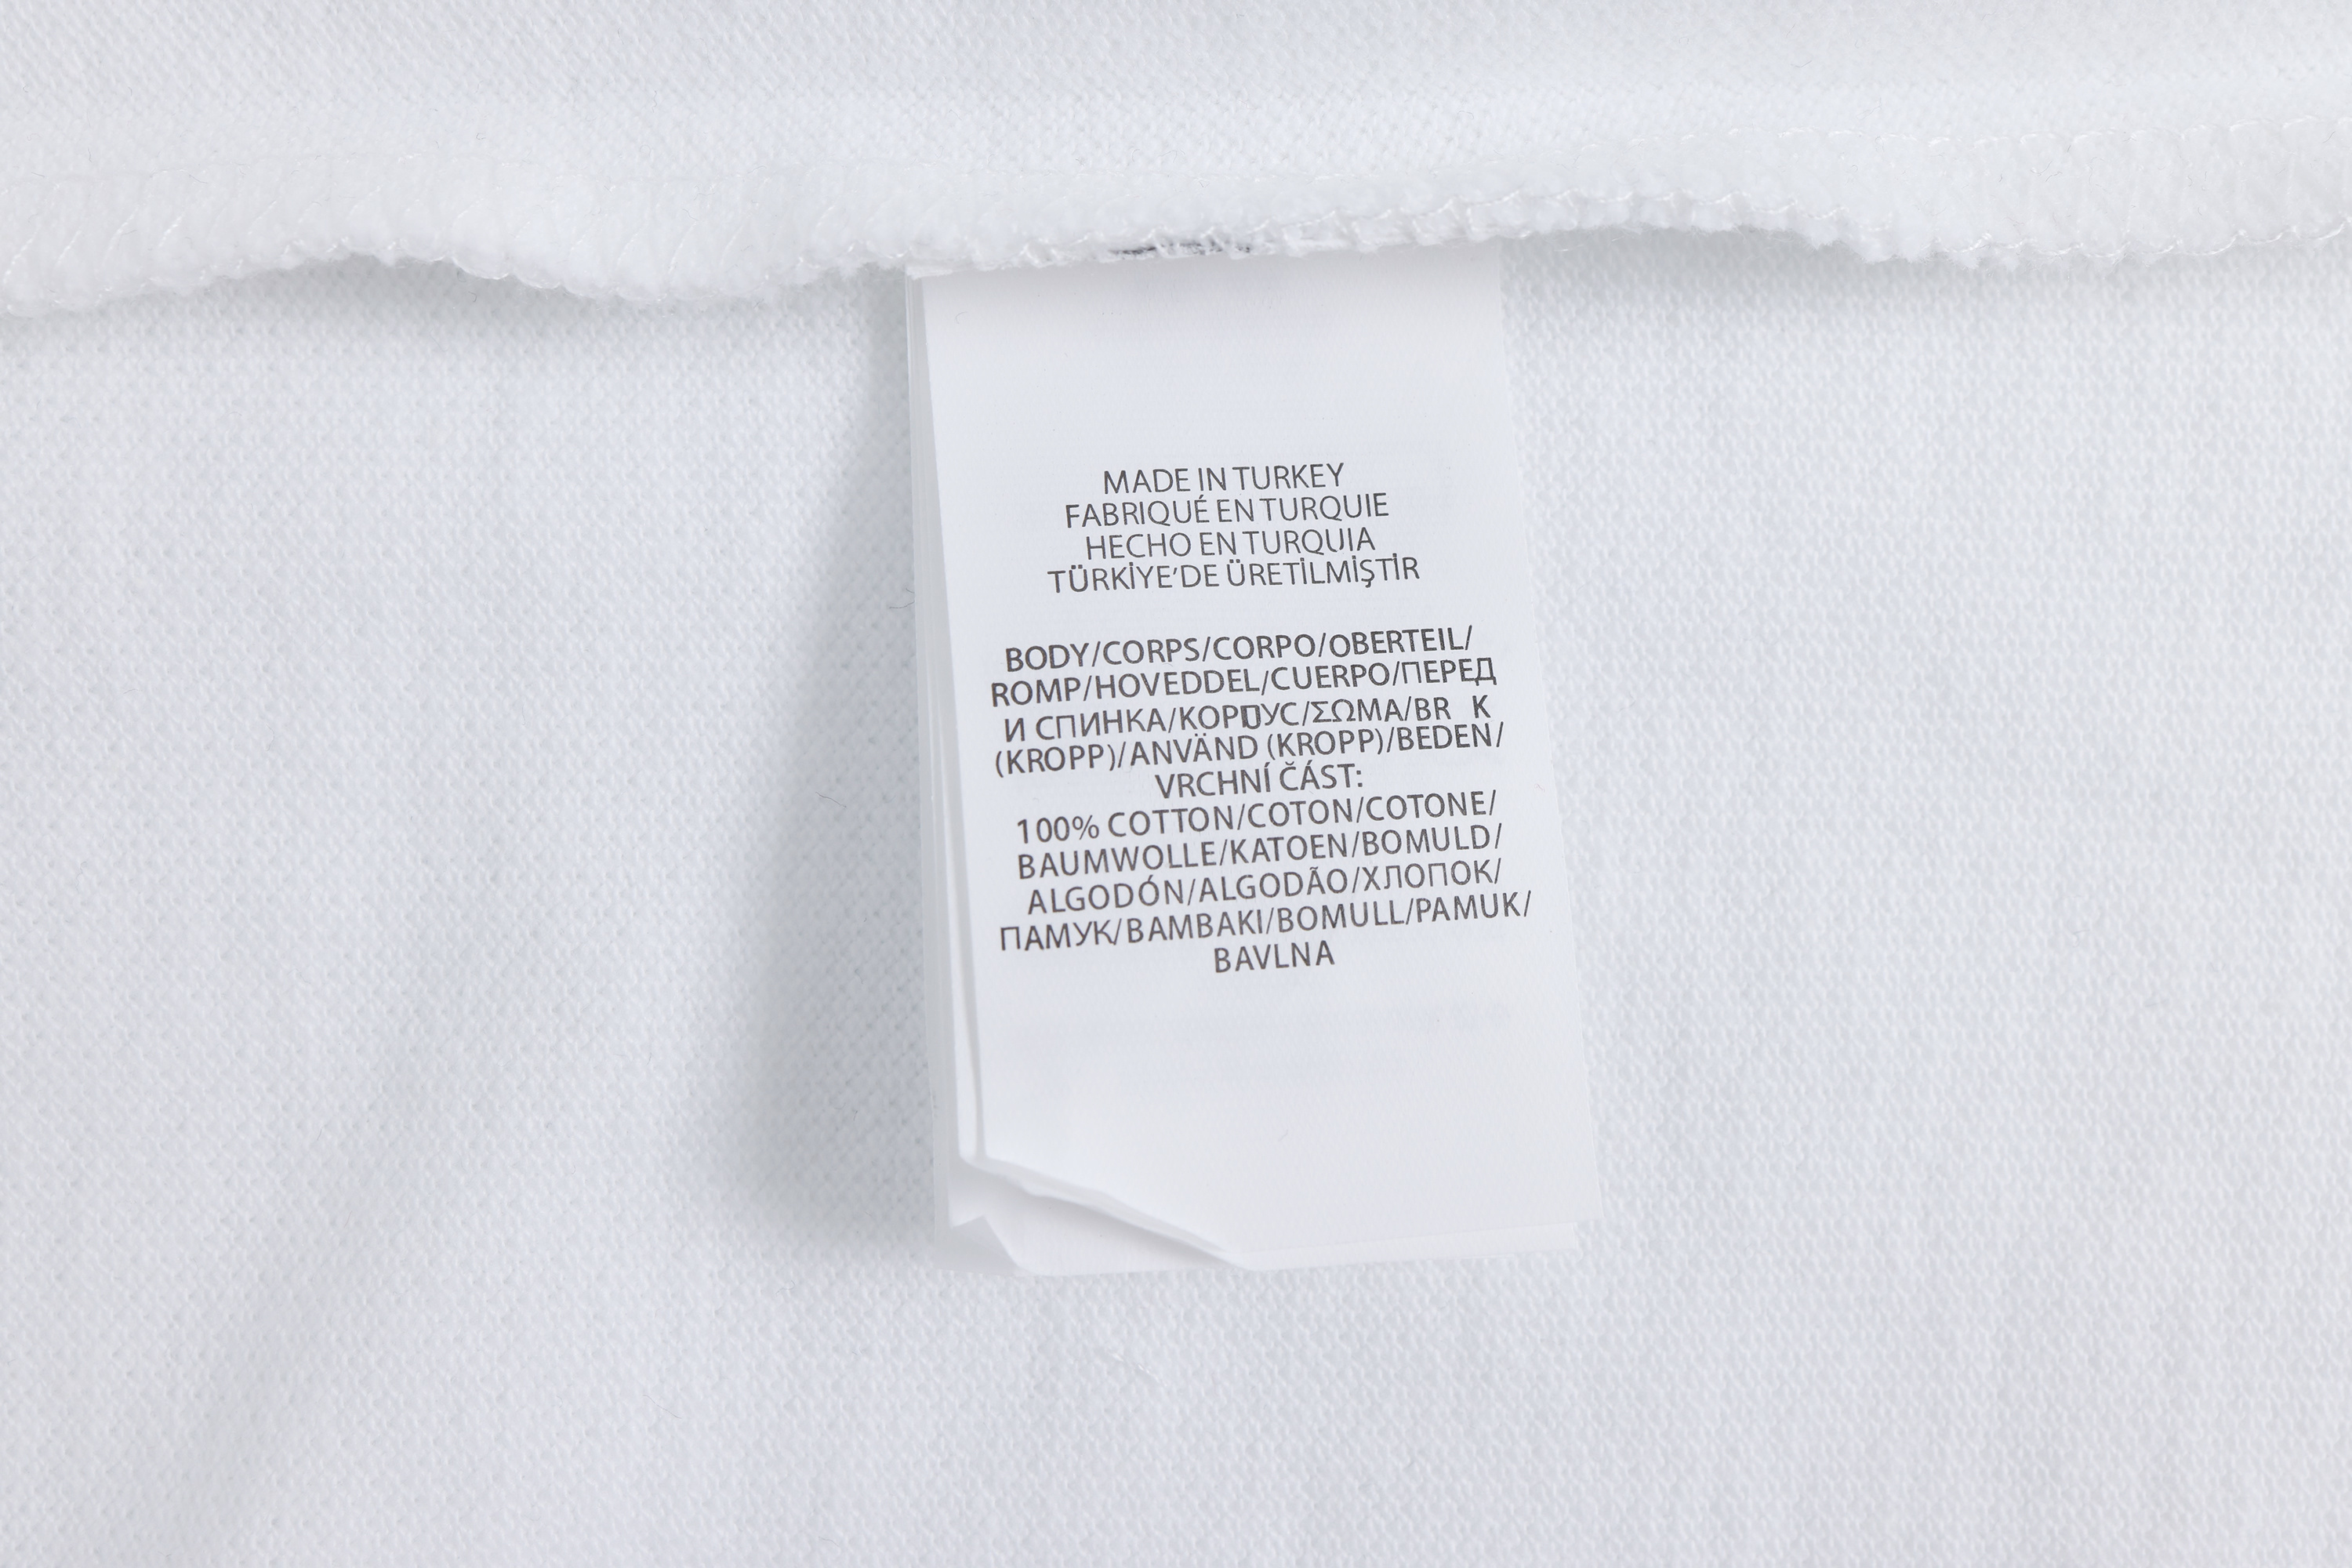 MADE IN TURKEY
FABRIQUÉ EN TURQUIE
HECHO EN TURQUIA
TÜRKİYE'DE ÜRETİLMİŞTİR
BODY/CORPS/CORPO/OBERTEIL/
ROMP/HOVEDDEL/CUERPO/ПЕРЕД
И СПИНКА/КОРПУС/ΣΩΜΑ/BR K
(KROPP)/ANVÄND (KROPP)/BEDEN/
VRCHNÍ ČÁST:
100% COTTON/COTON/COTONE/
BAUMWOLLE/KATOEN/BOMULD/
ALGODÓN/ALGODÃO/ХЛОПОК/
ПАМУК/BAMBAKI/BOMULL/PAMUK/
BAVLNA